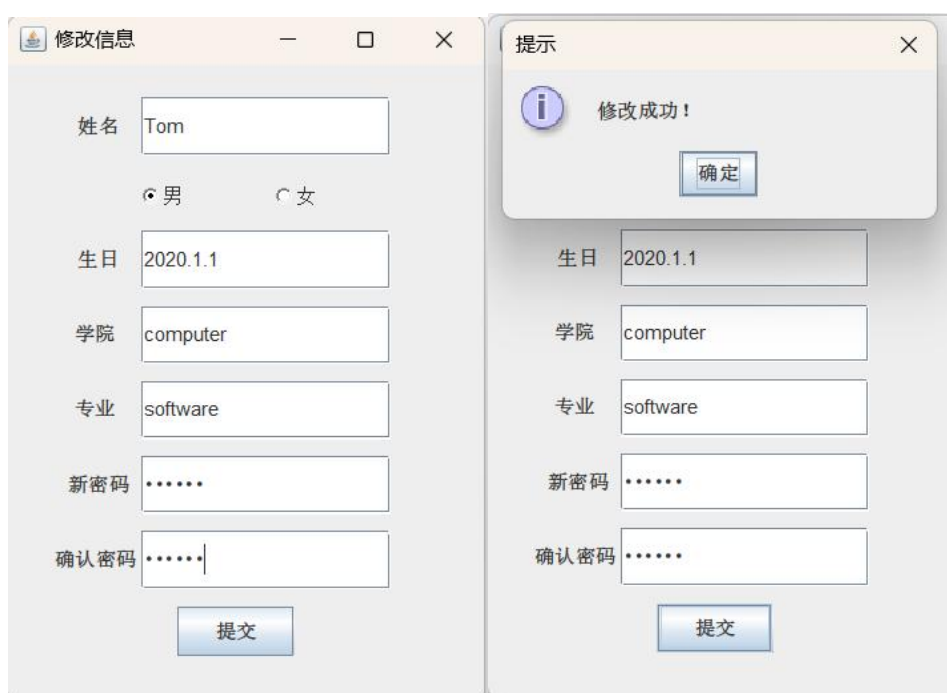 修改信息
姓名 Tom
男 女
生日 2020.1.1
学院 computer
专业 software
新密码 ••••••
确认密码 ••••••
提交
提示
修改成功！
确定
生日 2020.1.1
学院 computer
专业 software
新密码 ••••••
确认密码 ••••••
提交